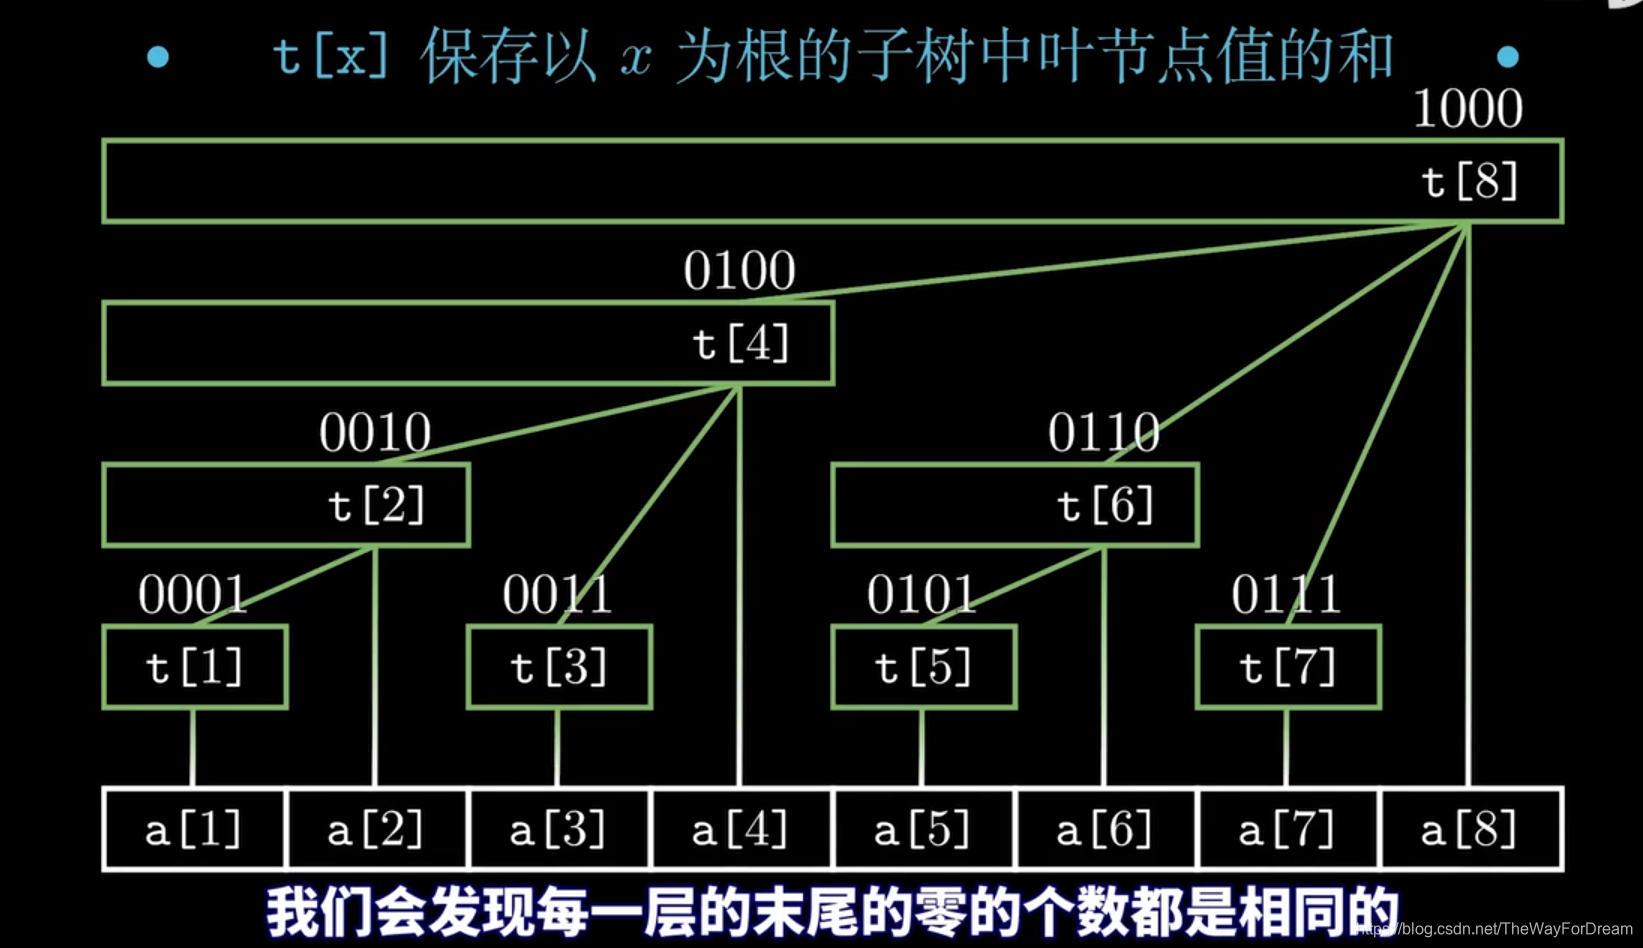 t[x] 保存以 x 为根的子树中叶节点值的和
1000
t[8]
0100
t[4]
0010 0110
t[2] t[6]
0001 0011 0101 0111
t[1] t[3] t[5] t[7]
a[1] a[2] a[3] a[4] a[5] a[6] a[7] a[8]
我们会发现每一层的末尾的零的个数都是相同的
https://blog.csdn.net/TheWayForDream